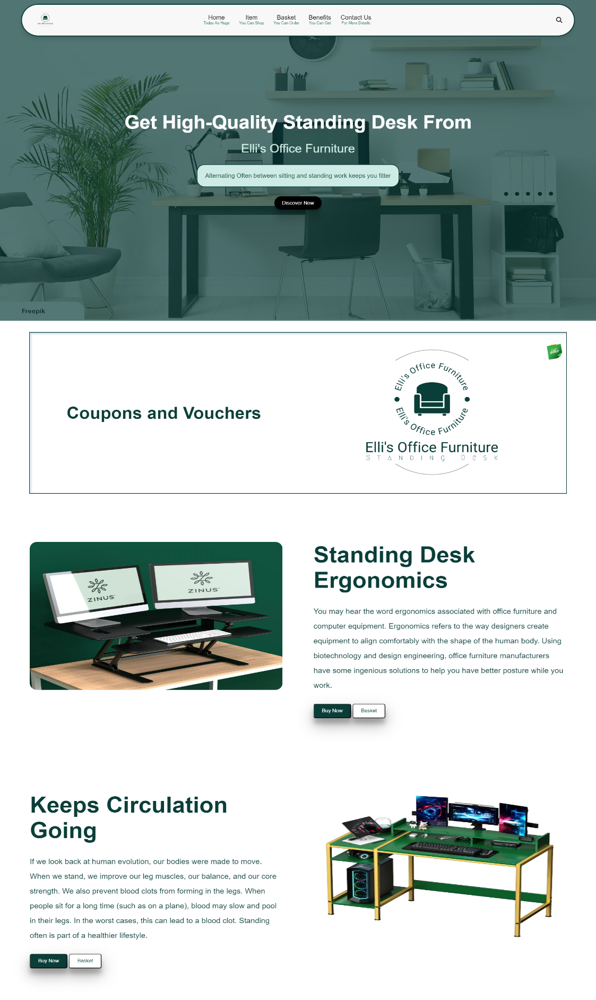 Home
Today As Huge
Item
You Can Shop
Basket
You Can Order
Benefits
You Can Get
Contact Us
For More Details
Get High-Quality Standing Desk From
Elli's Office Furniture
Alternating Often between sitting and standing work keeps you fitter
Discover Now
Freepik
Coupons and Vouchers
offer
Elli's Office Furniture
Elli's Office Furniture
Elli's Office Furniture
Standing Desk
ZINUS
ZINUS
Standing Desk
Ergonomics
You may hear the word ergonomics associated with office furniture and
computer equipment. Ergonomics refers to the way designers create
equipment to align comfortably with the shape of the human body. Using
biotechnology and design engineering, office furniture manufacturers
have some ingenious solutions to help you have better posture while you
work.
Buy Now
Basket
Keeps Circulation
Going
If we look back at human evolution, our bodies were made to move.
When we stand, we improve our leg muscles, our balance, and our core
strength. We also prevent blood clots from forming in the legs. When
people sit for a long time (such as on a plane), blood may slow and pool
in their legs. In the worst cases, this can lead to a blood clot. Standing
often is part of a healthier lifestyle.
Buy Now
Basket